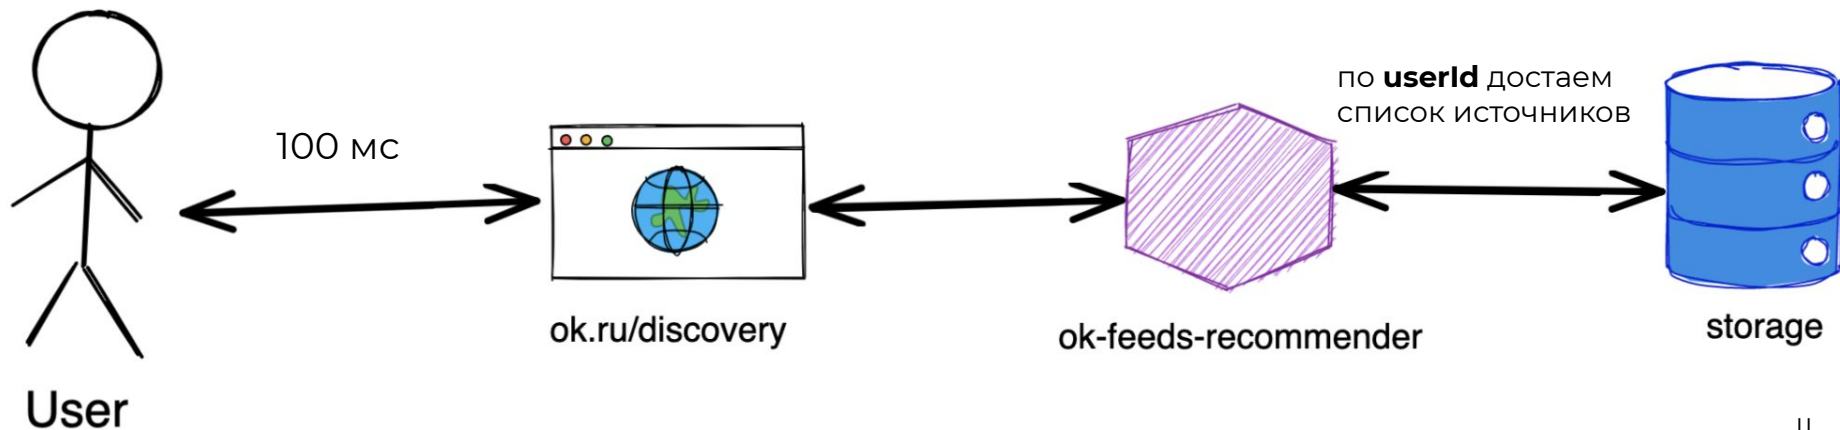 по userId достаем
список источников
100 мс
ok.ru/discovery
ok-feeds-recommender
storage
User